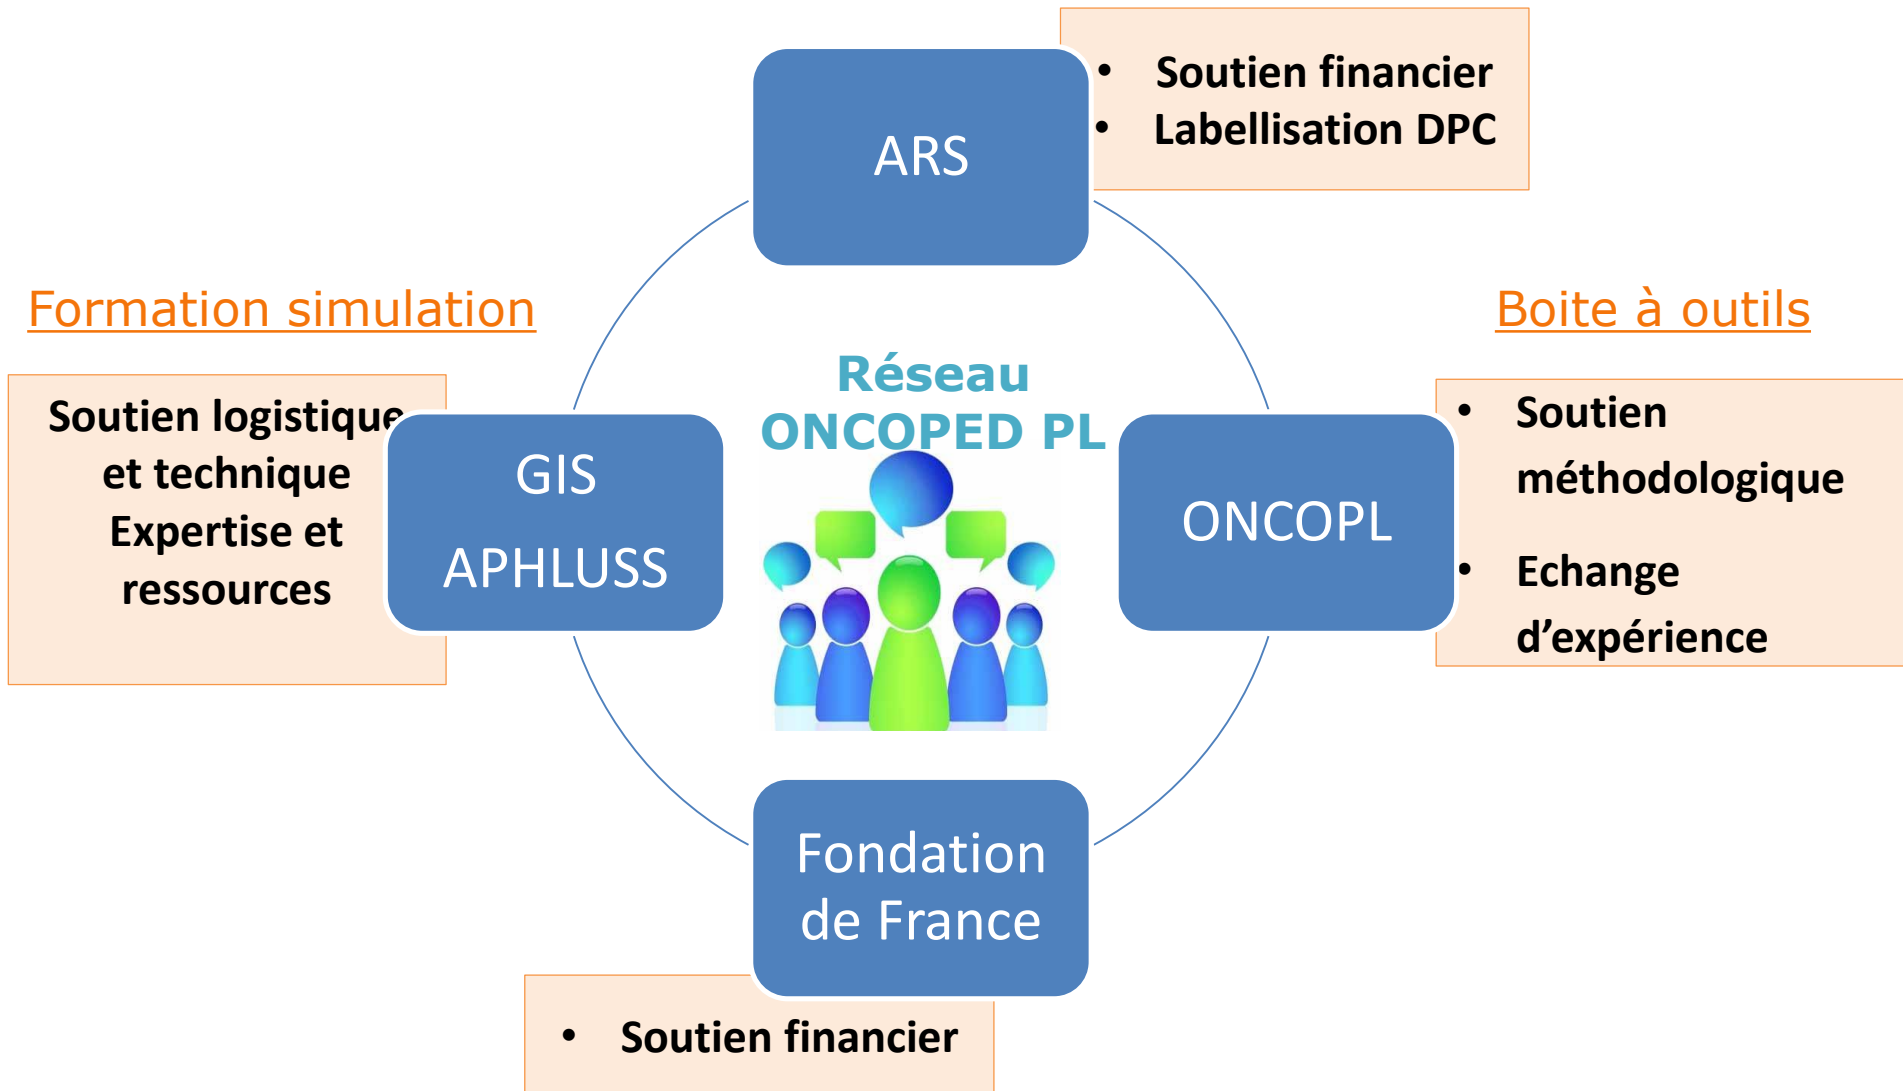 • Soutien financier
• Labellisation DPC
ARS
Formation simulation
Boite à outils
Soutien logistique
et technique
Expertise et
ressources
GIS
APHLUSS
Réseau
ONCOPED PL
ONCOPL
• Soutien
méthodologique
• Echange
d’expérience
Fondation
de France
• Soutien financier